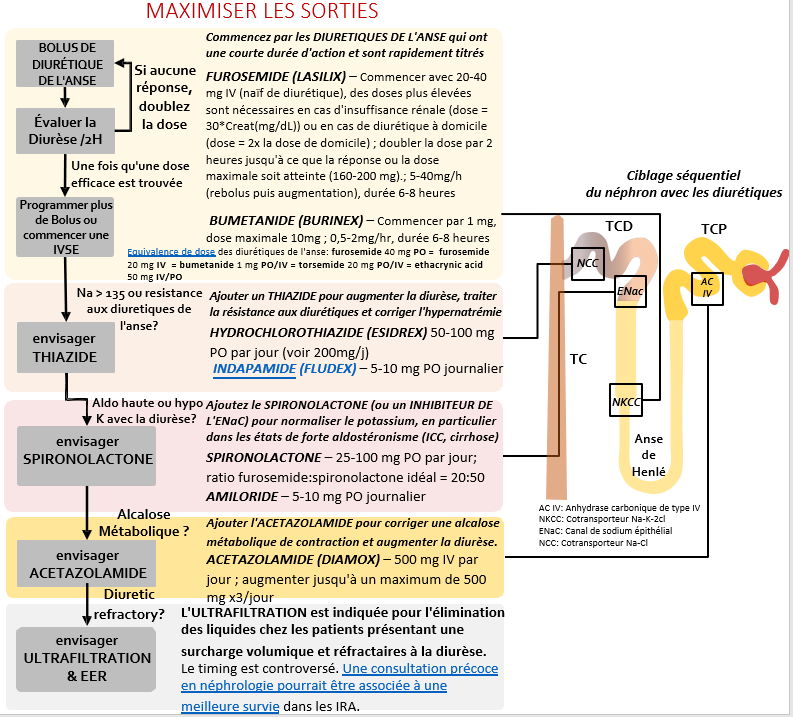 MAXIMISER LES SORTIES
BOLUS DE
DIURÉTIQUE
DE L'ANSE
Si aucune
réponse,
doublez
la dose
Évaluer la
Diurèse /2H
Une fois qu'une dose
efficace est trouvée
Programmer plus
de Bolus ou
commencer une
IVSE
Commencez par les DIURETIQUES DE L'ANSE qui ont
une courte durée d'action et sont rapidement titrés
FUROSEMIDE (LASILIX) – Commencer avec 20-40
mg IV (naïf de diurétique), des doses plus élevées
sont nécessaires en cas d'insuffisance rénale (dose =
30*Creat(mg/dL)) ou en cas de diurétique à domicile
(dose = 2x la dose de domicile) ; doubler la dose par 2
heures jusqu'à ce que la réponse ou la dose
maximale soit atteinte (160-200 mg).; 5-40mg/h
(rebolus puis augmentation), durée 6-8 heures
BUMETANIDE (BURINEX) – Commencer par 1 mg,
dose maximale 10mg ; 0,5-2mg/hr, durée 6-8 heures
Equivalence de dose des diurétiques de l'anse: furosemide 40 mg PO = furosemide
20 mg IV = bumetanide 1 mg PO/IV = torsemide 20 mg PO/IV = ethacrynic acid
50 mg IV/PO
Na > 135 ou resistance
aux diuretiques de
l'anse?
envisager
THIAZIDE
Ajouter un THIAZIDE pour augmenter la diurèse, traiter
la résistance aux diurétiques et corriger l'hypernatrémie
HYDROCHLOROTHIAZIDE (ESIDREX) 50-100 mg
PO par jour (voir 200mg/j)
INDAPAMIDE (FLUDEX) – 5-10 mg PO journalier
Aldo haute ou hypo
K avec la diurèse?
envisager
SPIRONOLACTONE
Ajoutez le SPIRONOLACTONE (ou un INHIBITEUR DE
L'ENaC) pour normaliser le potassium, en particulier
dans les états de forte aldostéronisme (ICC, cirrhose)
SPIRONOLACTONE – 25-100 mg PO par jour;
ratio furosemide:spironolactone idéal = 20:50
AMILORIDE – 5-10 mg PO journalier
Alcalose
Métabolique ?
envisager
ACETAZOLAMIDE
Ajouter l'ACETAZOLAMIDE pour corriger une alcalose
métabolique de contraction et augmenter la diurèse.
ACETAZOLAMIDE (DIAMOX) – 500 mg IV par
jour ; augmenter jusqu'à un maximum de 500
mg x3/jour
Diuretic
refractory?
envisager
ULTRAFILTRATION
& EER
L'ULTRAFILTRATION est indiquée pour l'élimination
des liquides chez les patients présentant une
surcharge volumique et réfractaires à la diurèse.
Le timing est controversé. Une consultation précoce
en néphrologie pourrait être associée à une
meilleure survie dans les IRA.
Ciblage séquentiel
du néphron avec les diurétiques
TCD
TCP
NCC
ENac
AC
IV
TC
NKCC
Anse
de
Henlé
AC IV: Anhydrase carbonique de type IV
NKCC: Cotransporteur Na-K-2cl
ENaC: Canal de sodium épithélial
NCC: Cotransporteur Na-Cl